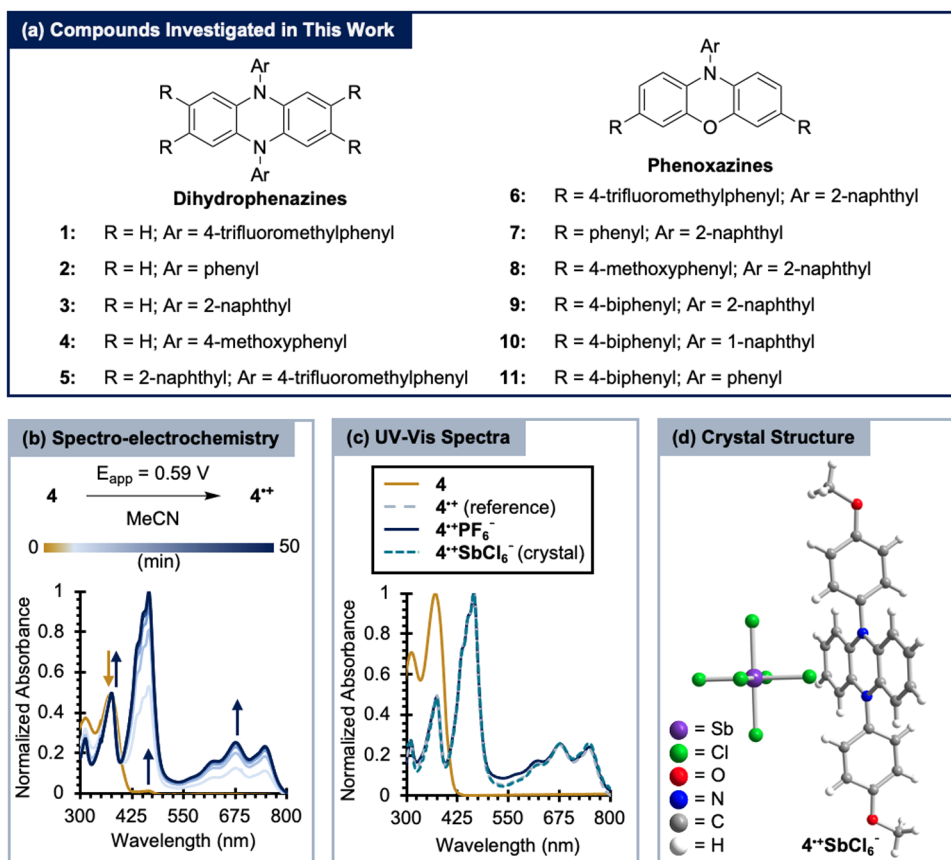 (a) Compounds Investigated in This Work
Ar
R N R
R N R
Ar
Dihydrophenazines
1: R = H; Ar = 4-trifluoromethylphenyl
2: R = H; Ar = phenyl
3: R = H; Ar = 2-naphthyl
4: R = H; Ar = 4-methoxyphenyl
5: R = 2-naphthyl; Ar = 4-trifluoromethylphenyl
Ar
N
R O R
Phenoxazines
6: R = 4-trifluoromethylphenyl; Ar = 2-naphthyl
7: R = phenyl; Ar = 2-naphthyl
8: R = 4-methoxyphenyl; Ar = 2-naphthyl
9: R = 4-biphenyl; Ar = 2-naphthyl
10: R = 4-biphenyl; Ar = 1-naphthyl
11: R = 4-biphenyl; Ar = phenyl
(b) Spectro-electrochemistry
E_app = 0.59 V
4 4•+
MeCN
0 50
(min)
Normalized Absorbance
1
0.8
0.6
0.4
0.2
0
300 425 550 675 800
Wavelength (nm)
(c) UV-Vis Spectra
4
4•+ (reference)
4•+PF6-
4•+SbCl6- (crystal)
Normalized Absorbance
1
0.8
0.6
0.4
0.2
0
300 425 550 675 800
Wavelength (nm)
(d) Crystal Structure
= Sb
= Cl
= O
= N
= C
= H
4•+SbCl6-